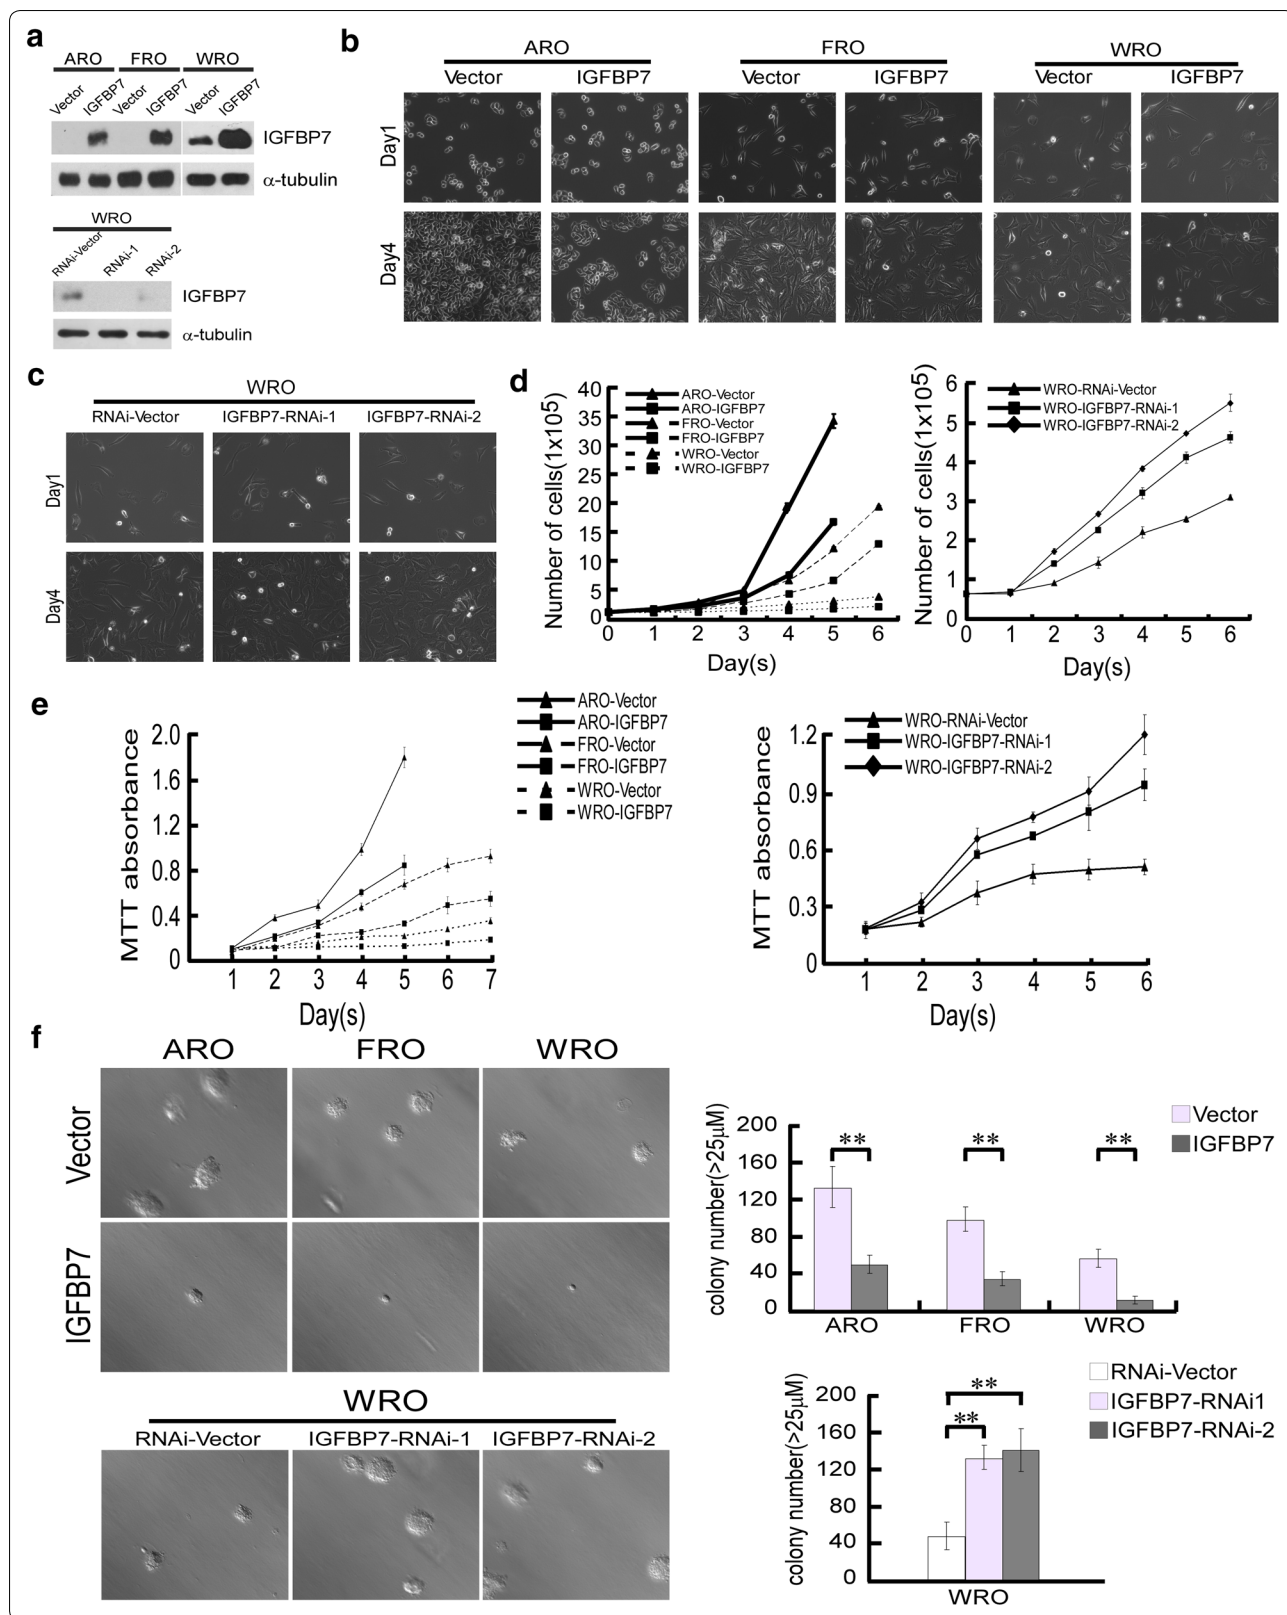 a
ARO FRO WRO
Vector IGFBP7 Vector IGFBP7 Vector IGFBP7
IGFBP7
α-tubulin
WRO
RNAi-Vector RNAi-1 RNAi-2
IGFBP7
α-tubulin
b
ARO FRO WRO
Vector IGFBP7 Vector IGFBP7 Vector IGFBP7
Day1
Day4
c
WRO
RNAi-Vector IGFBP7-RNAi-1 IGFBP7-RNAi-2
Day1
Day4
d
Number of cells(1x105)
40
35
30
25
20
15
10
5
0
0 1 2 3 4 5 6
Day(s)
ARO-Vector
ARO-IGFBP7
FRO-Vector
FRO-IGFBP7
WRO-Vector
WRO-IGFBP7
Number of cells(1x105)
6
5
4
3
2
1
0
0 1 2 3 4 5 6
Day(s)
WRO-RNAi-Vector
WRO-IGFBP7-RNAi-1
WRO-IGFBP7-RNAi-2
e
MTT absorbance
2.0
1.6
1.2
0.8
0.4
0
1 2 3 4 5 6 7
Day(s)
ARO-Vector
ARO-IGFBP7
FRO-Vector
FRO-IGFBP7
WRO-Vector
WRO-IGFBP7
MTT absorbance
1.2
0.9
0.6
0.3
0
1 2 3 4 5 6
Day(s)
WRO-RNAi-Vector
WRO-IGFBP7-RNAi-1
WRO-IGFBP7-RNAi-2
f
ARO FRO WRO
Vector
IGFBP7
WRO
RNAi-Vector IGFBP7-RNAi-1 IGFBP7-RNAi-2
colony number(>25μM)
200
160
120
80
40
0
** ** **
ARO FRO WRO
Vector
IGFBP7
colony number(>25μM)
200
160
120
80
40
0
**
**
WRO
RNAi-Vector
IGFBP7-RNAi1
IGFBP7-RNAi-2